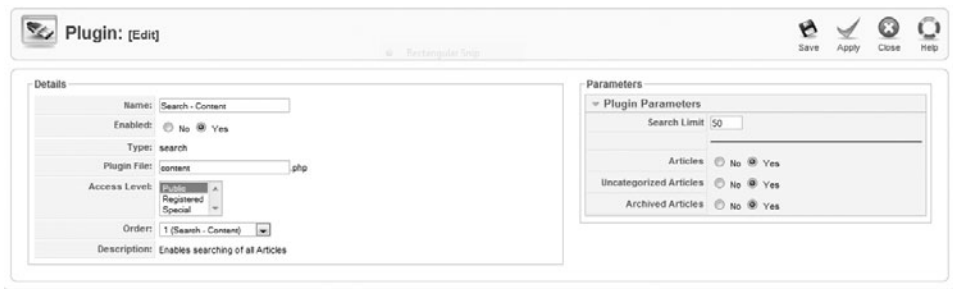 Plugin: [Edit]
Save Apply Close Help
Rectangular Snip
Details
Name: Search - Content
Enabled: No Yes
Type: search
Plugin File: content .php
Access Level: Public
Registered
Special
Order: 1 (Search - Content)
Description: Enables searching of all Articles
Parameters
Plugin Parameters
Search Limit 50
Articles No Yes
Uncategorized Articles No Yes
Archived Articles No Yes